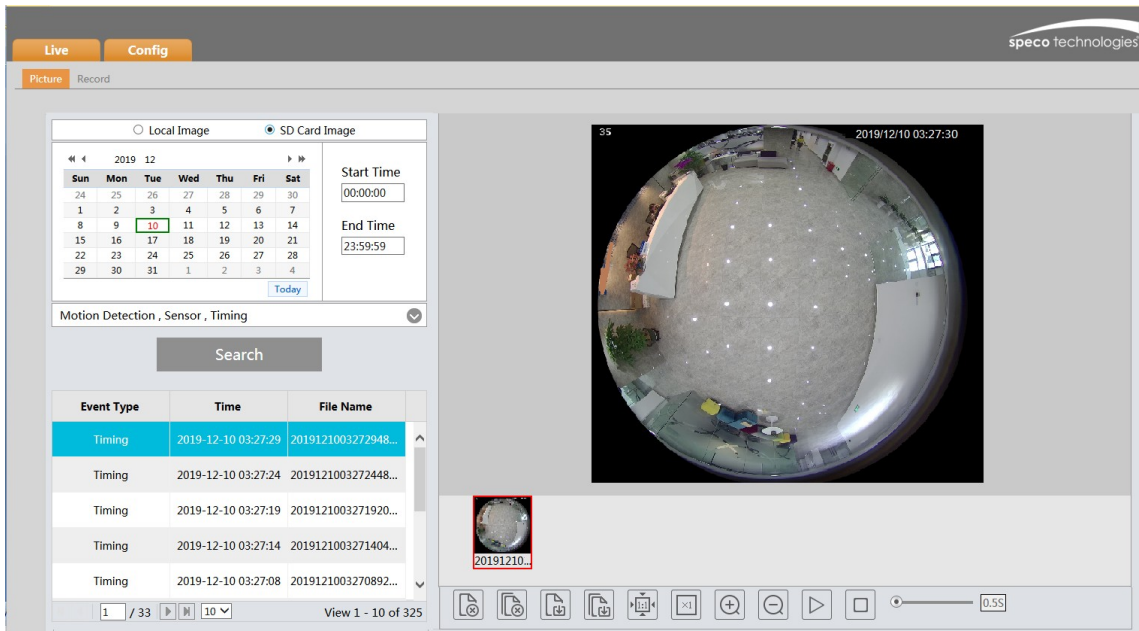 speco technologies
Live Config
Picture Record
Local Image SD Card Image
2019 12
Sun Mon Tue Wed Thu Fri Sat
24 25 26 27 28 29 30
1 2 3 4 5 6 7
8 9 10 11 12 13 14
15 16 17 18 19 20 21
22 23 24 25 26 27 28
29 30 31 1 2 3 4
Today
Start Time
00:00:00
End Time
23:59:59
Motion Detection , Sensor , Timing
Search
Event Type Time File Name
Timing 2019-12-10 03:27:29 2019121003272948...
Timing 2019-12-10 03:27:24 2019121003272448...
Timing 2019-12-10 03:27:19 2019121003271920...
Timing 2019-12-10 03:27:14 2019121003271404...
Timing 2019-12-10 03:27:08 2019121003270892...
1 / 33 10 View 1 - 10 of 325
35 2019/12/10 03:27:30
20191210...
1:1 ×1 0.5S